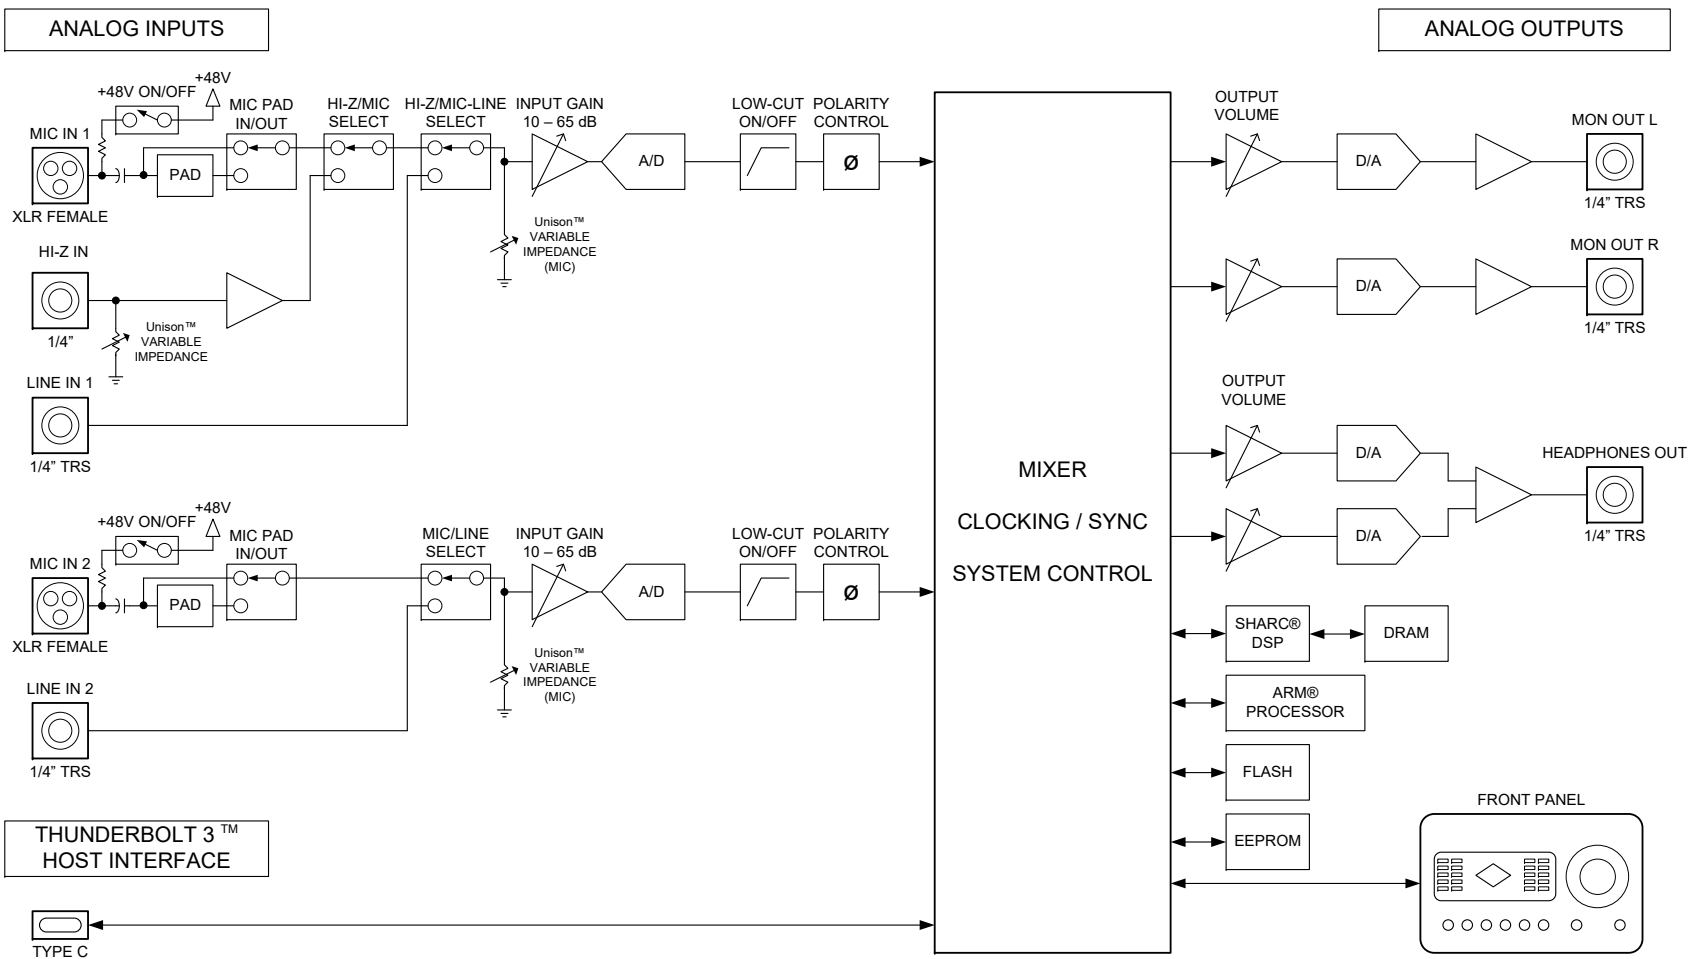 ANALOG INPUTS
ANALOG OUTPUTS
+48V
+48V ON/OFF
MIC IN 1
XLR FEMALE
PAD
MIC PAD
IN/OUT
HI-Z/MIC
SELECT
HI-Z/MIC-LINE
SELECT
INPUT GAIN
10 – 65 dB
A/D
LOW-CUT
ON/OFF
POLARITY
CONTROL
Ø
Unison™
VARIABLE
IMPEDANCE
(MIC)
HI-Z IN
1/4”
Unison™
VARIABLE
IMPEDANCE
LINE IN 1
1/4” TRS
+48V
+48V ON/OFF
MIC IN 2
XLR FEMALE
PAD
MIC PAD
IN/OUT
MIC/LINE
SELECT
INPUT GAIN
10 – 65 dB
A/D
LOW-CUT
ON/OFF
POLARITY
CONTROL
Ø
Unison™
VARIABLE
IMPEDANCE
(MIC)
LINE IN 2
1/4” TRS
THUNDERBOLT 3 ™
HOST INTERFACE
TYPE C
MIXER
CLOCKING / SYNC
SYSTEM CONTROL
OUTPUT
VOLUME
D/A
MON OUT L
1/4” TRS
D/A
MON OUT R
1/4” TRS
OUTPUT
VOLUME
D/A
D/A
HEADPHONES OUT
1/4” TRS
SHARC®
DSP
DRAM
ARM®
PROCESSOR
FLASH
EEPROM
FRONT PANEL